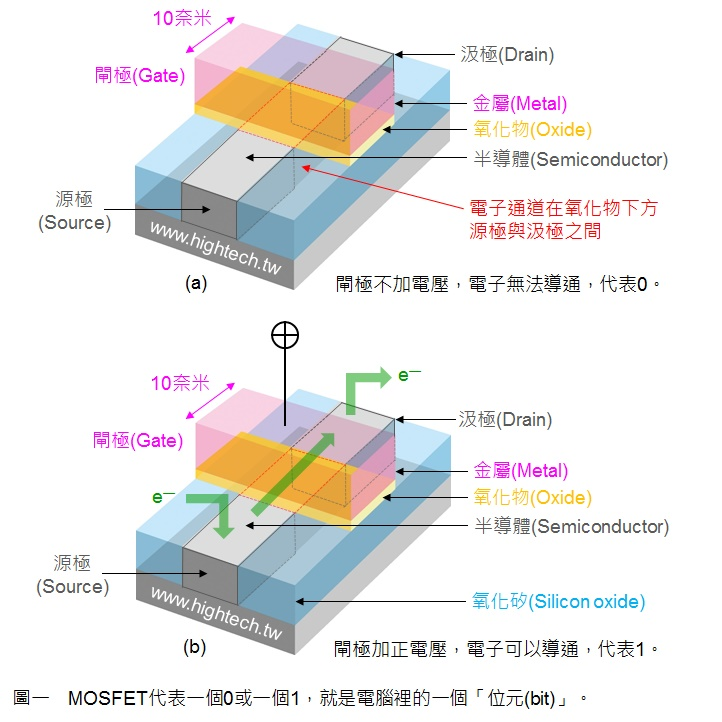 10奈米
汲極(Drain)
閘極(Gate)
金屬(Metal)
氧化物(Oxide)
半導體(Semiconductor)
源極
(Source)
電子通道在氧化物下方
源極與汲極之間
www.hightech.tw
(a)
閘極不加電壓，電子無法導通，代表0。
e—
10奈米
汲極(Drain)
閘極(Gate)
金屬(Metal)
e—
氧化物(Oxide)
半導體(Semiconductor)
源極
(Source)
氧化矽(Silicon oxide)
www.hightech.tw
(b)
閘極加正電壓，電子可以導通，代表1。
圖一　MOSFET代表一個0或一個1，就是電腦裡的一個「位元(bit)」。